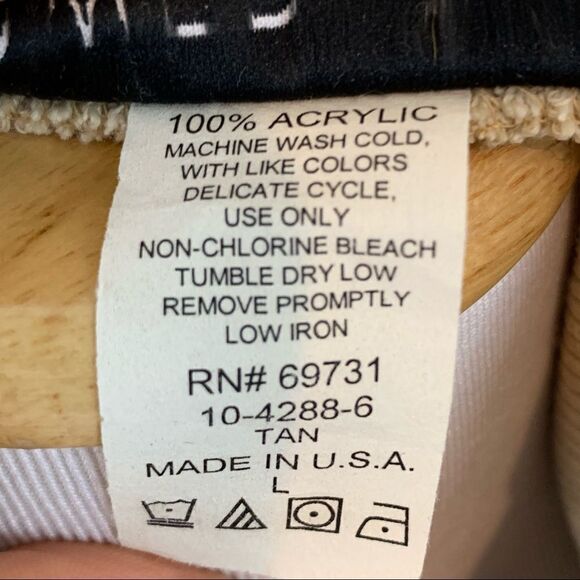 100% ACRYLIC
MACHINE WASH COLD,
WITH LIKE COLORS
DELICATE CYCLE,
USE ONLY
NON-CHLORINE BLEACH
TUMBLE DRY LOW
REMOVE PROMPTLY
LOW IRON
RN# 69731
10-4288-6
TAN
MADE IN U.S.A.
L